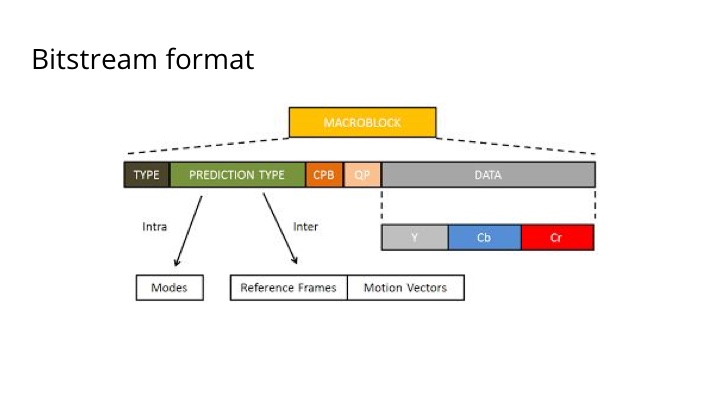 Bitstream format
MACROBLOCK
TYPE PREDICTION TYPE CPB QP DATA
Intra Inter
Y Cb Cr
Modes Reference Frames Motion Vectors